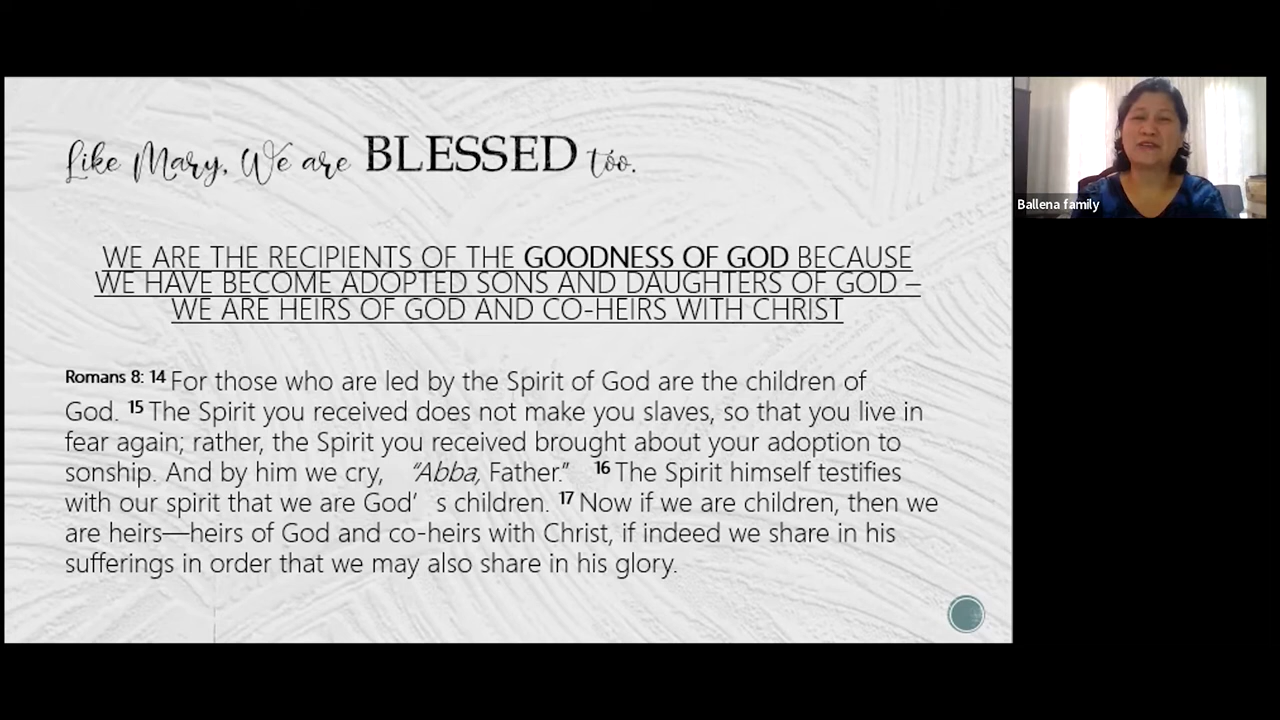 Like Mary, We are BLESSED too.
WE ARE THE RECIPIENTS OF THE GOODNESS OF GOD BECAUSE
WE HAVE BECOME ADOPTED SONS AND DAUGHTERS OF GOD –
WE ARE HEIRS OF GOD AND CO-HEIRS WITH CHRIST
Romans 8: 14 For those who are led by the Spirit of God are the children of
God. 15 The Spirit you received does not make you slaves, so that you live in
fear again; rather, the Spirit you received brought about your adoption to
sonship. And by him we cry, “Abba, Father.” 16 The Spirit himself testifies
with our spirit that we are God’ s children. 17 Now if we are children, then we
are heirs—heirs of God and co-heirs with Christ, if indeed we share in his
sufferings in order that we may also share in his glory.
Ballena family